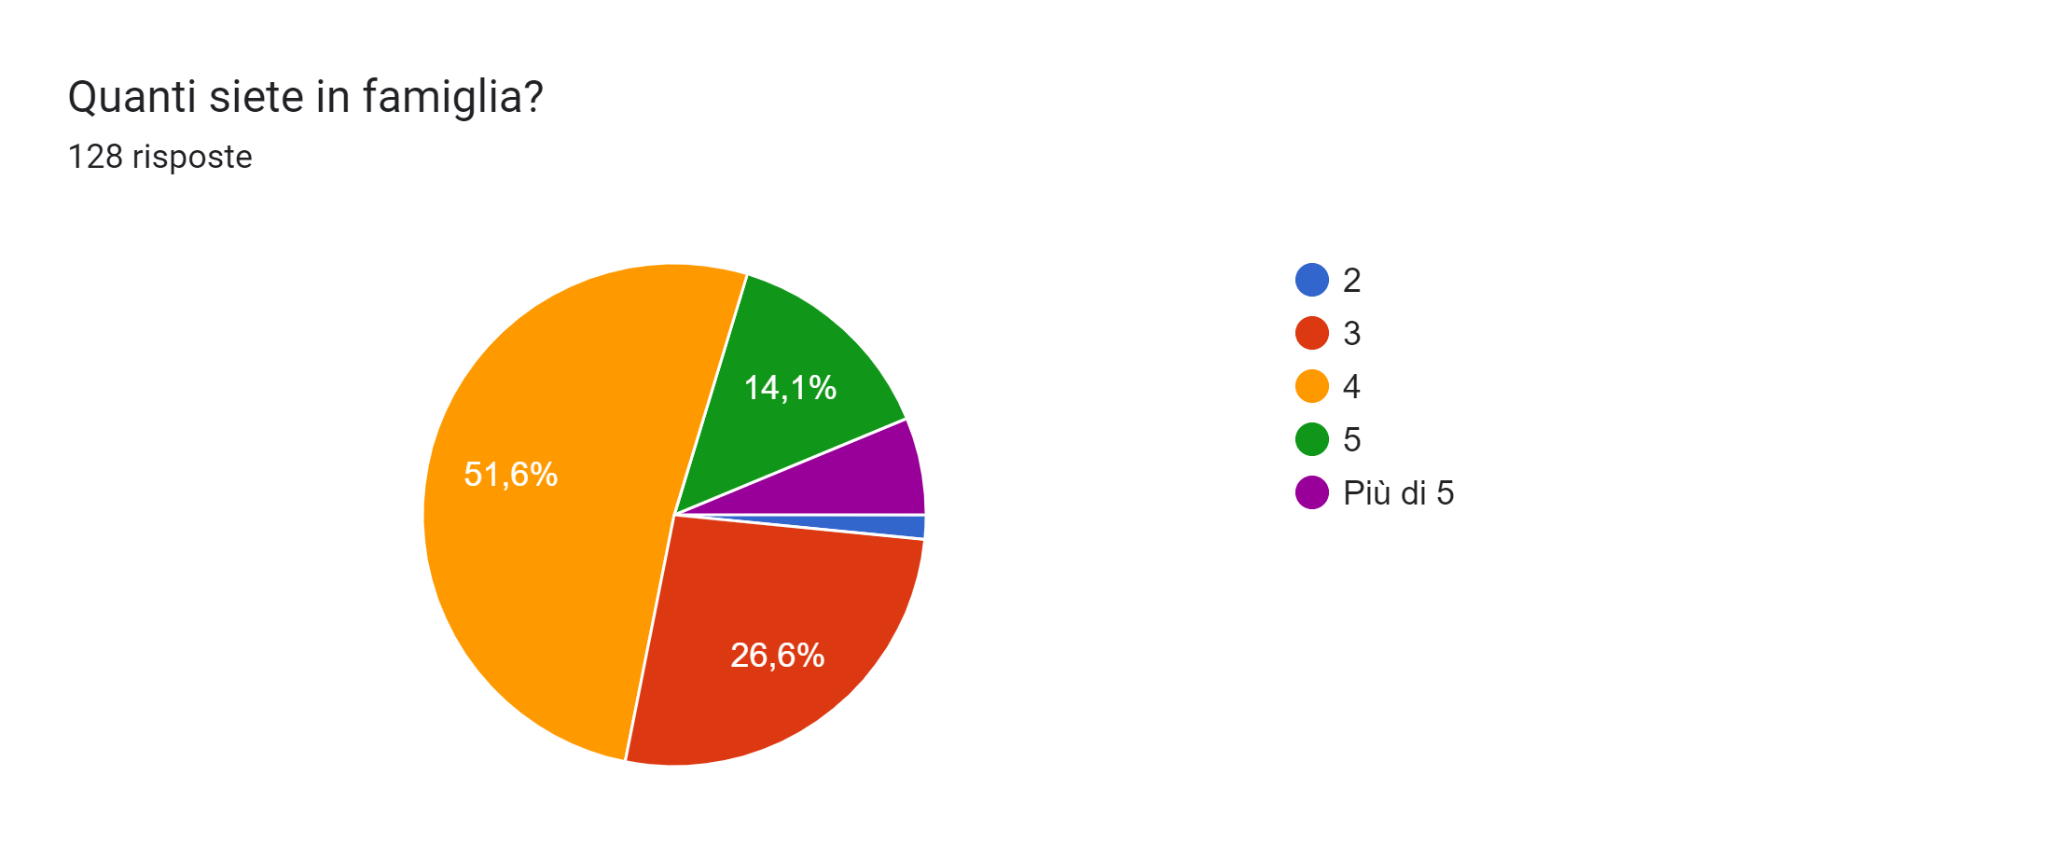 Quanti siete in famiglia?
128 risposte
51,6%
14,1%
26,6%
2
3
4
5
Più di 5